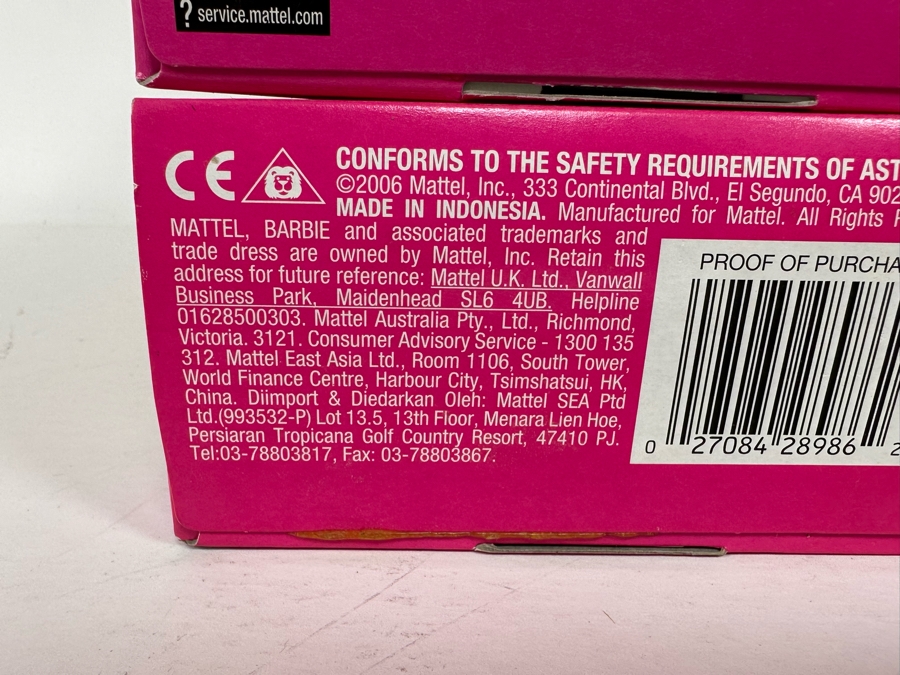 ? service.mattel.com
CE
CONFORMS TO THE SAFETY REQUIREMENTS OF AST
©2006 Mattel, Inc., 333 Continental Blvd., El Segundo, CA 902
MADE IN INDONESIA. Manufactured for Mattel. All Rights R
MATTEL, BARBIE and associated trademarks and
trade dress are owned by Mattel, Inc. Retain this
address for future reference: Mattel U.K. Ltd., Vanwall
Business Park, Maidenhead SL6 4UB. Helpline
01628500303. Mattel Australia Pty., Ltd., Richmond,
Victoria. 3121. Consumer Advisory Service - 1300 135
312. Mattel East Asia Ltd., Room 1106, South Tower,
World Finance Centre, Harbour City, Tsimshatsui, HK,
China. Diimport & Diedarkan Oleh: Mattel SEA Ptd
Ltd.(993532-P) Lot 13.5, 13th Floor, Menara Lien Hoe,
Persiaran Tropicana Golf Country Resort, 47410 PJ.
Tel:03-78803817, Fax: 03-78803867.
PROOF OF PURCHA
0 27084 28986 2